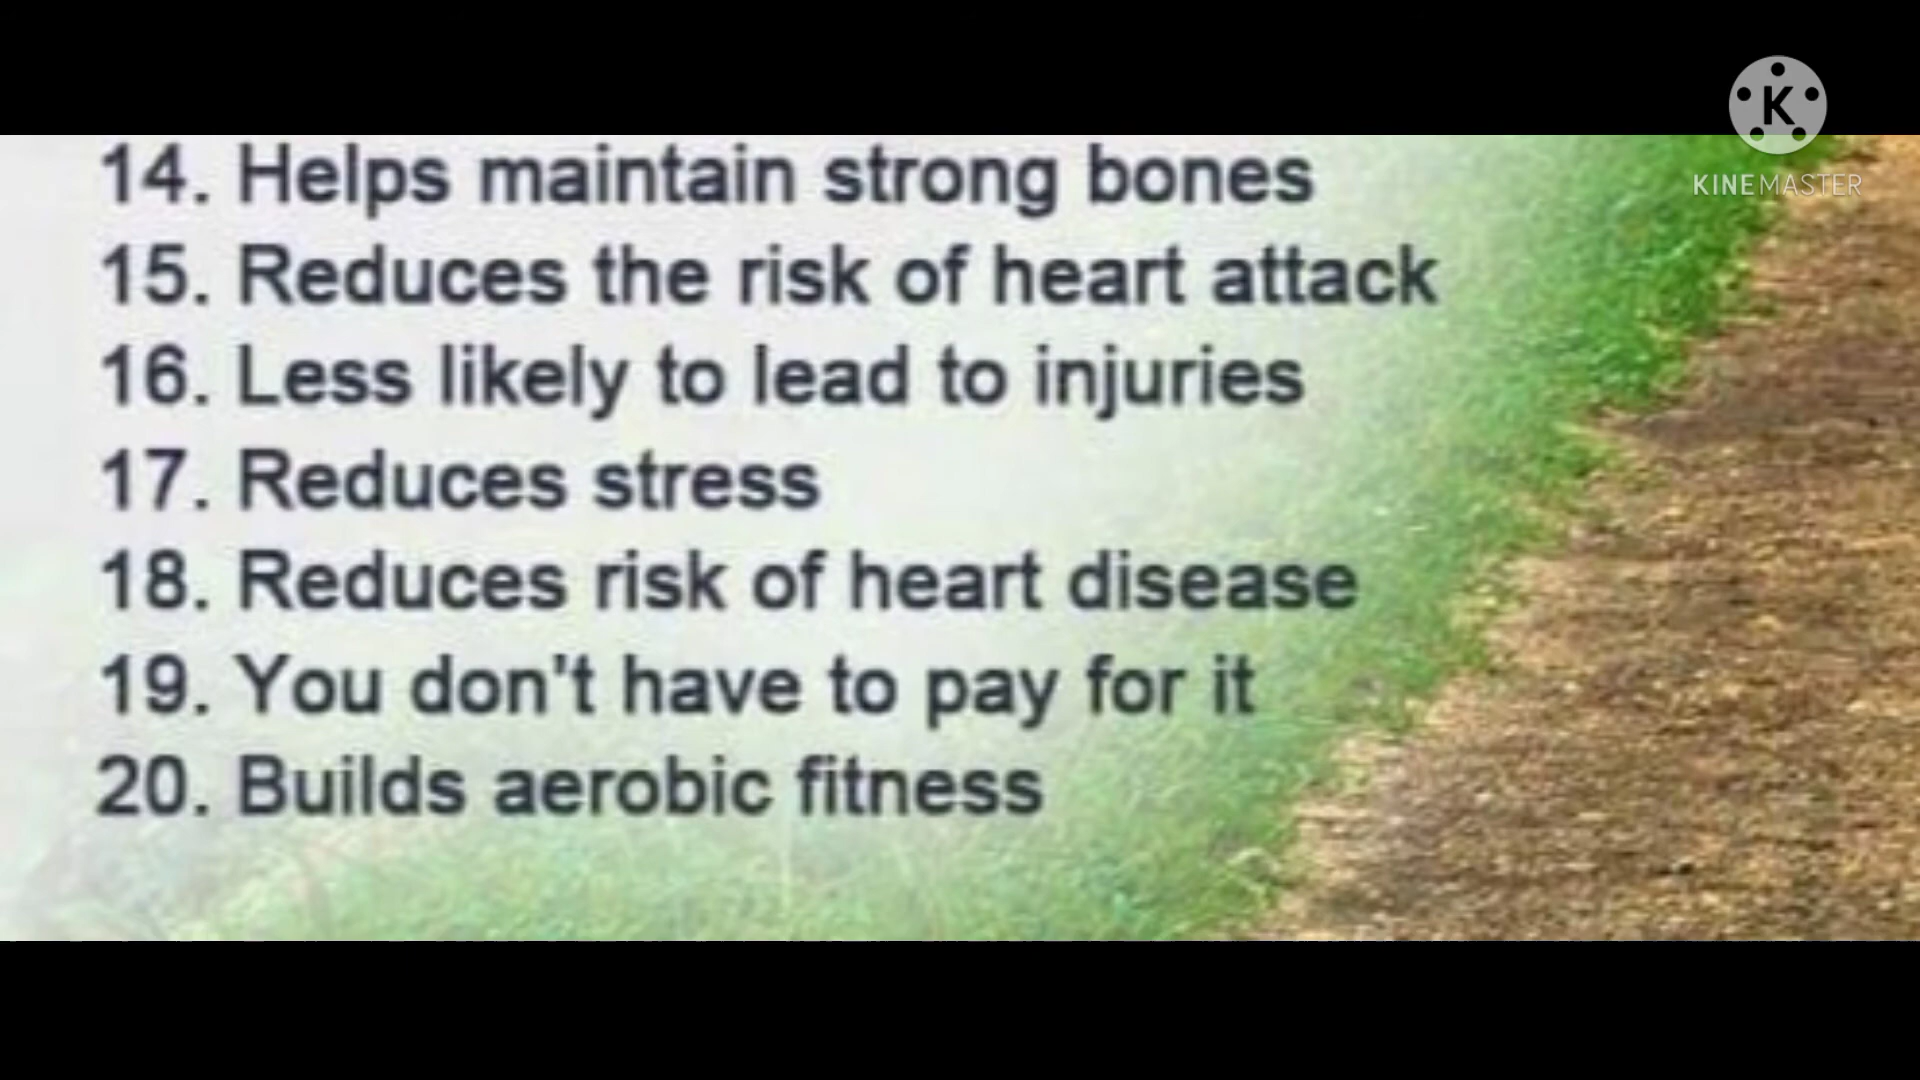 K
KINEMASTER
14. Helps maintain strong bones
15. Reduces the risk of heart attack
16. Less likely to lead to injuries
17. Reduces stress
18. Reduces risk of heart disease
19. You don't have to pay for it
20. Builds aerobic fitness